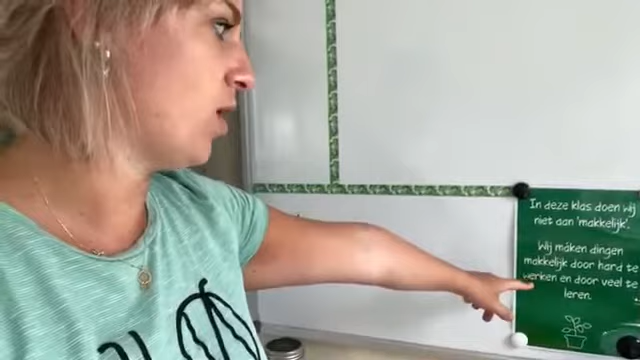 In deze klas doen wij
niet aan 'makkelijk'.
Wij máken dingen
makkelijk door hard te
werken en door veel te
leren.